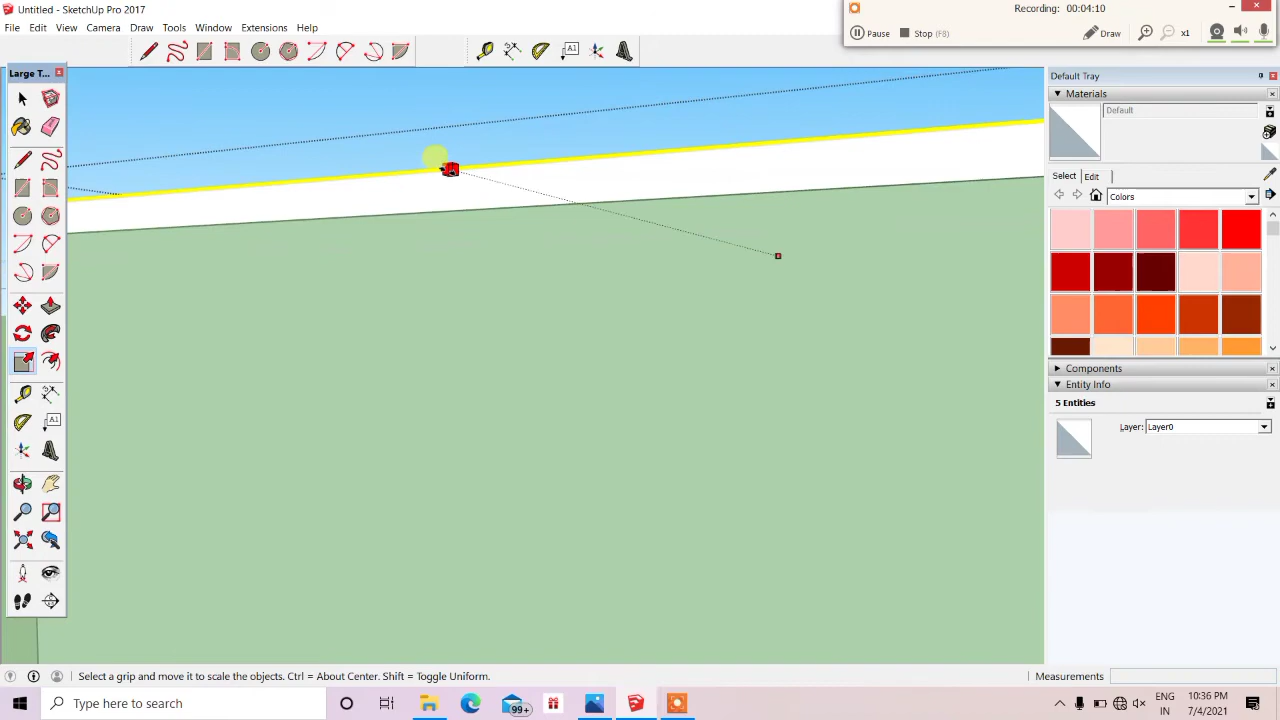 Untitled - SketchUp Pro 2017
Recording: 00:04:10
File Edit View Camera Draw Tools Window Extensions Help
Pause Stop (F8) Draw x1
Large T...
Default Tray
Materials
Default
Select Edit
Colors
Components
Entity Info
5 Entities
Layer: Layer0
A1
A1
Select a grip and move it to scale the objects. Ctrl = About Center. Shift = Toggle Uniform.
Measurements
Type here to search
99+
ENG
IN
10:36 PM
7/4/2021